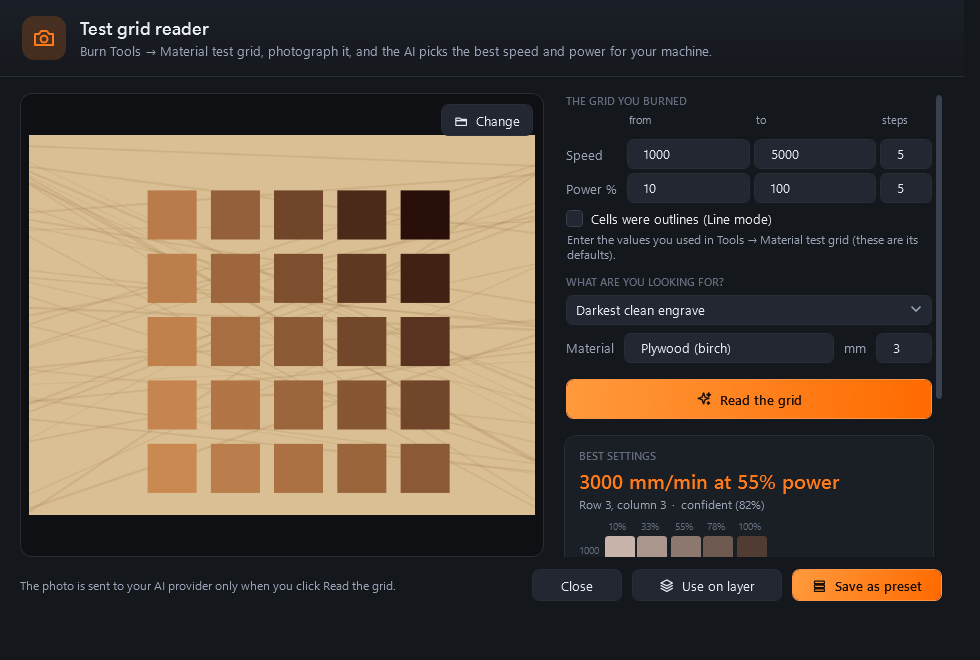 Test grid reader
Burn Tools → Material test grid, photograph it, and the AI picks the best speed and power for your machine.
Change
THE GRID YOU BURNED
from to steps
Speed 1000 5000 5
Power % 10 100 5
Cells were outlines (Line mode)
Enter the values you used in Tools → Material test grid (these are its
defaults).
WHAT ARE YOU LOOKING FOR?
Darkest clean engrave
Material Plywood (birch) mm 3
Read the grid
BEST SETTINGS
3000 mm/min at 55% power
Row 3, column 3 · confident (82%)
10% 33% 55% 78% 100%
1000
The photo is sent to your AI provider only when you click Read the grid.
Close Use on layer Save as preset